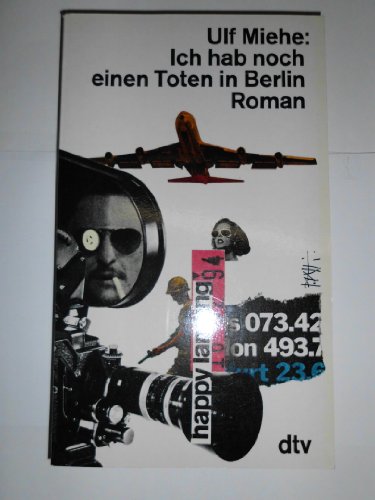 Ulf Miehe:
Ich hab noch
einen Toten in Berlin
Roman
happy landing
s 073.42
on 493.7
urt 23.6
dtv